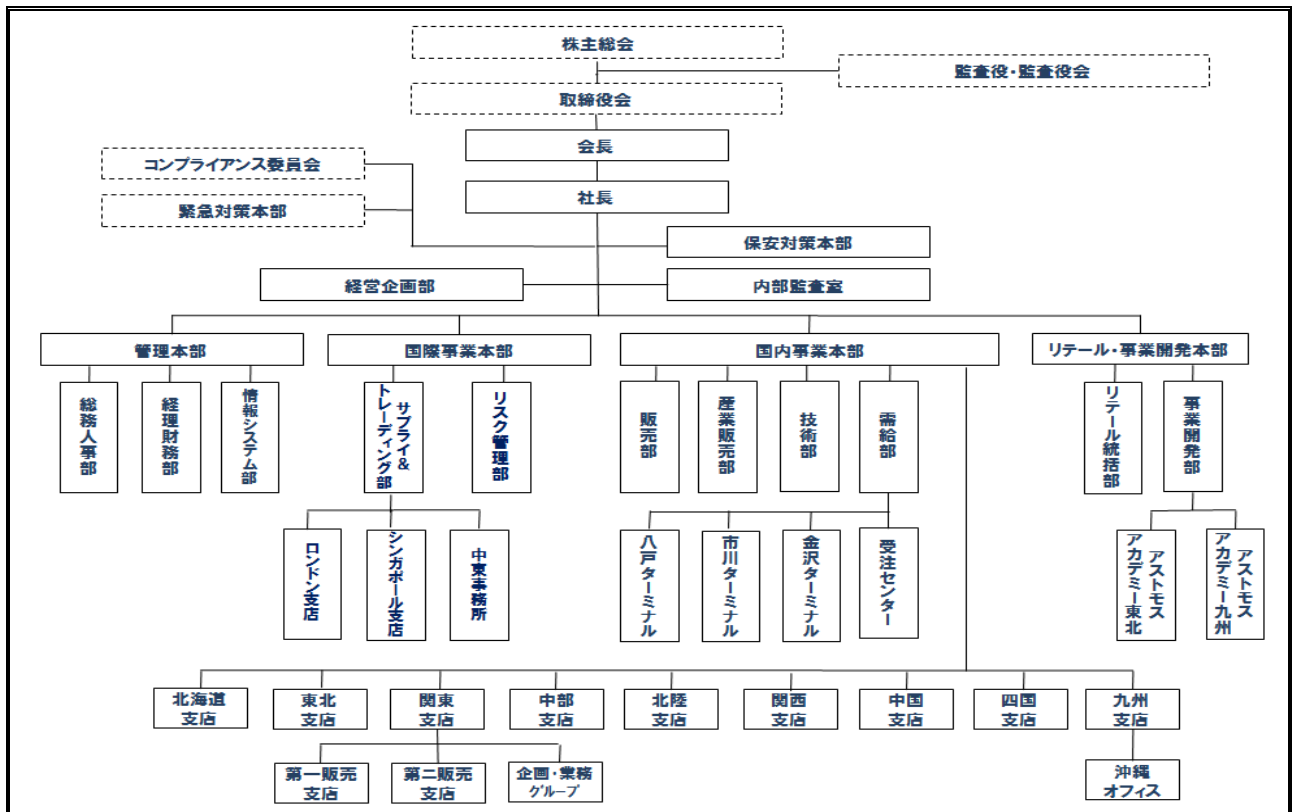 株主総会
監査役・監査役会
取締役会
会長
コンプライアンス委員会
社長
緊急対策本部
保安対策本部
経営企画部
内部監査室
管理本部
国際事業本部
国内事業本部
リテール・事業開発本部
総務人事部
経理財務部
情報システム部
サプライ&
トレーディング部
リスク管理部
販売部
産業販売部
技術部
需給部
リテール統括部
事業開発部
ロンドン支店
シンガポール支店
中東事務所
八戸ターミナル
市川ターミナル
金沢ターミナル
受注センター
アストモス
アカデミー東北
アストモス
アカデミー九州
北海道
支店
東北
支店
関東
支店
中部
支店
北陸
支店
関西
支店
中国
支店
四国
支店
九州
支店
第一販売
支店
第二販売
支店
企画・業務
グループ
沖縄
オフィス